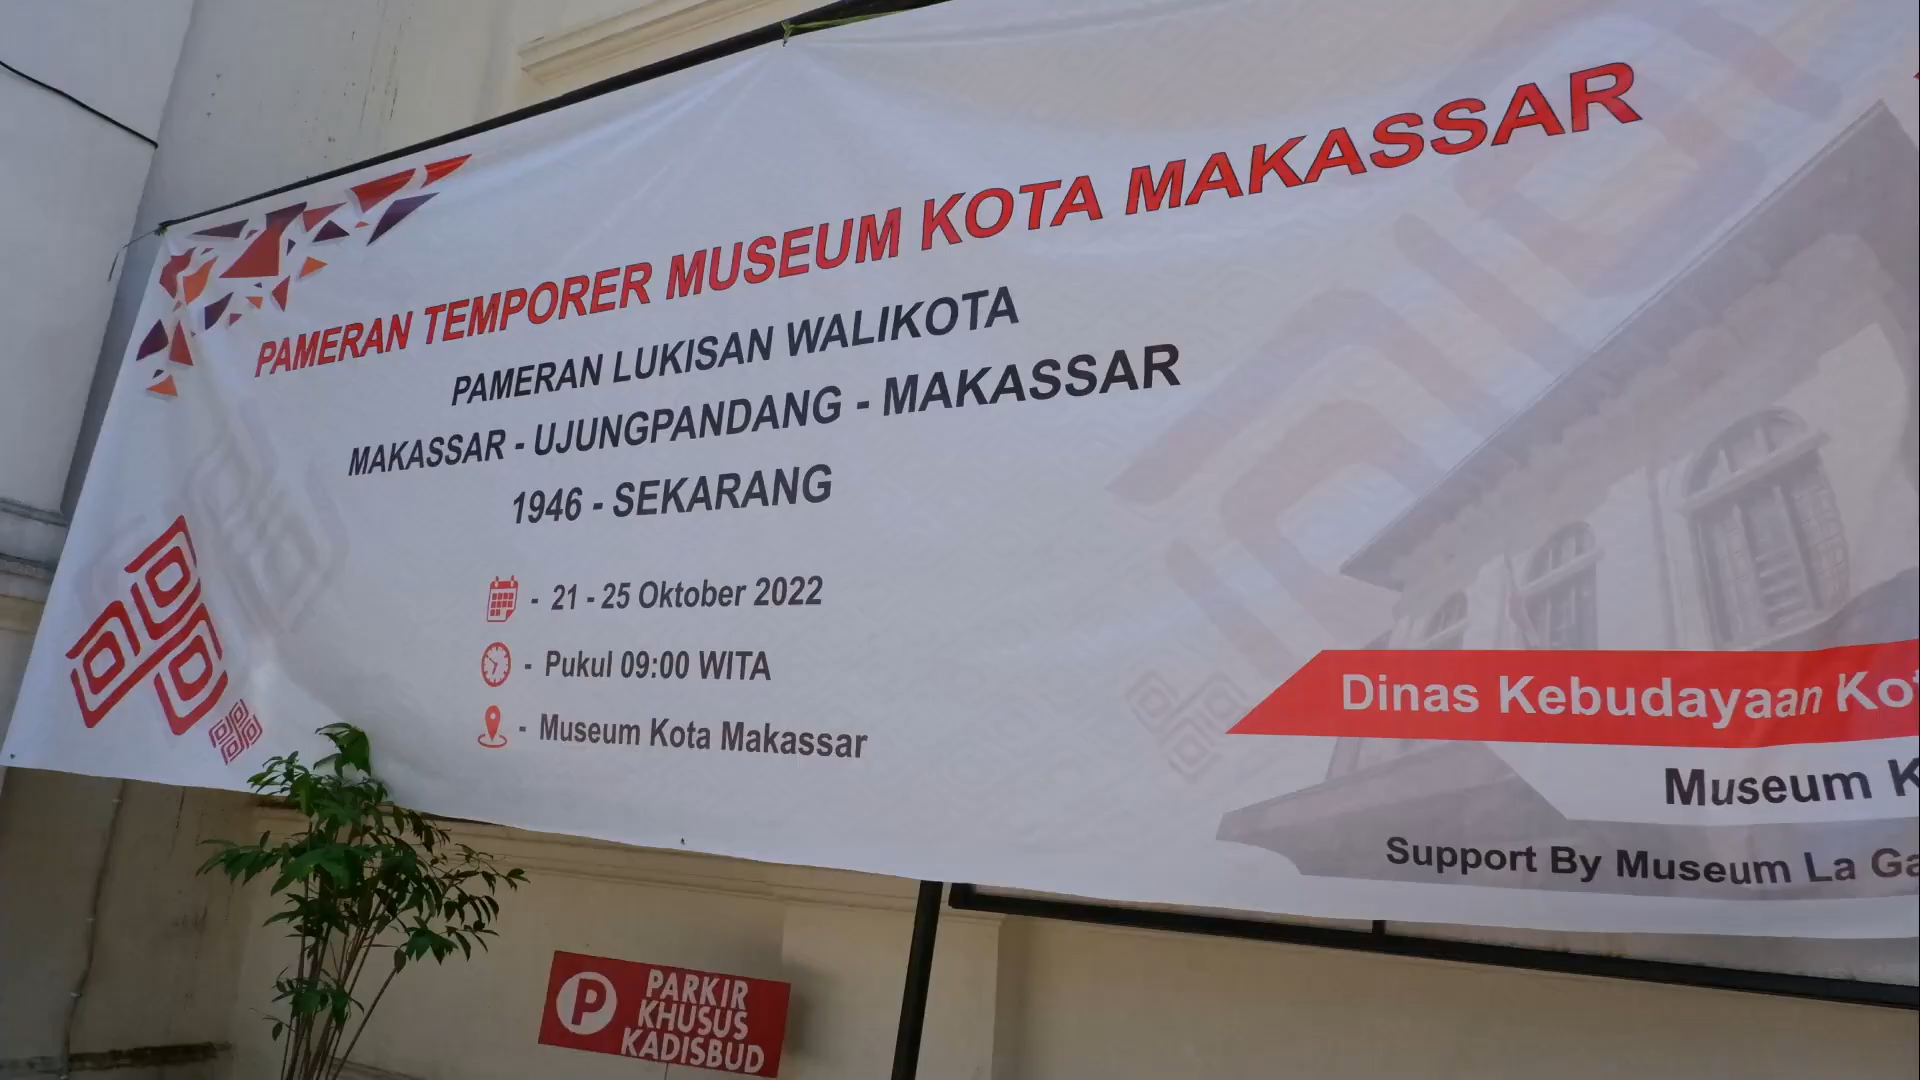 PAMERAN TEMPORER MUSEUM KOTA MAKASSAR
PAMERAN LUKISAN WALIKOTA
MAKASSAR - UJUNGPANDANG - MAKASSAR
1946 - SEKARANG
- 21 - 25 Oktober 2022
- Pukul 09:00 WITA
- Museum Kota Makassar
Dinas Kebudayaan
Museum
Support By Museum La
P PARKIR
KHUSUS
KADISBUD